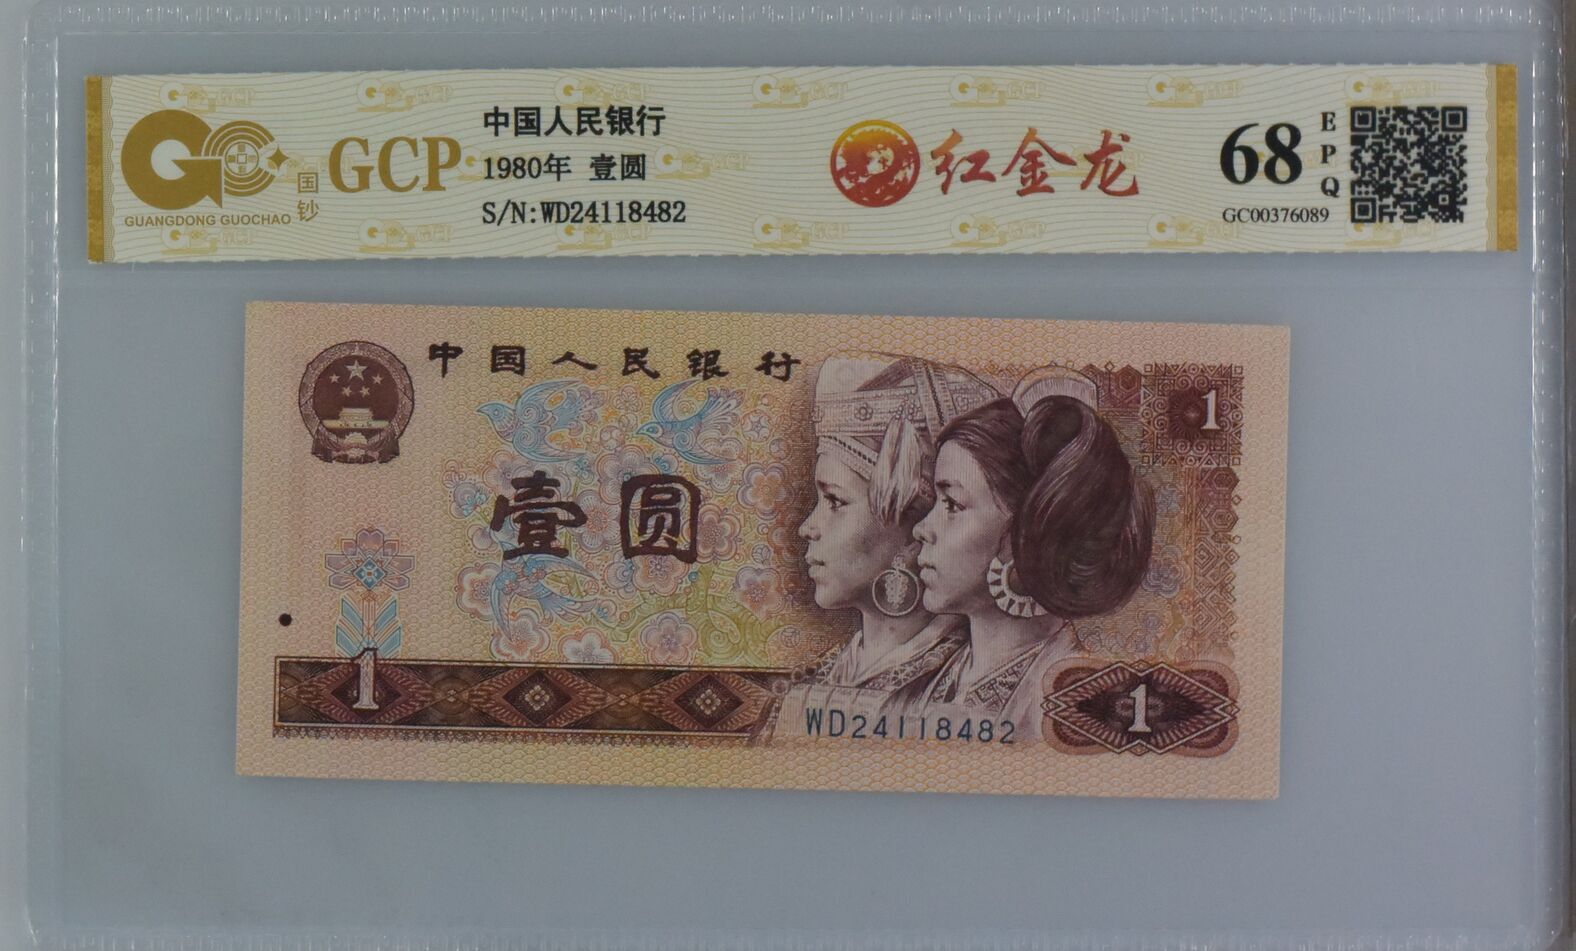 GUANGDONG GUOCHAO
国钞
GCP
中国人民银行
1980年 壹圆
S/N:WD24118482
红金龙
68
EPQ
GC00376089
中国人民银行
1
壹圆
1
WD24118482
1